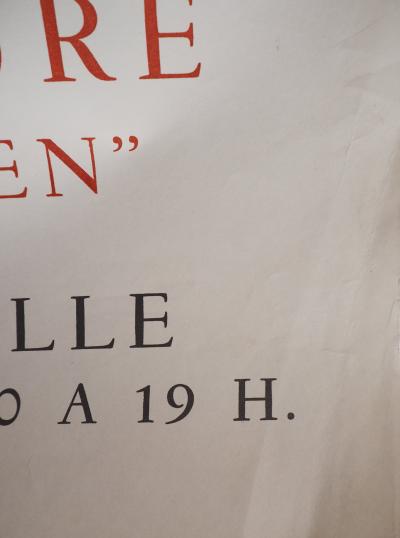 ORE
EN”
LLE
0 A 19 H.